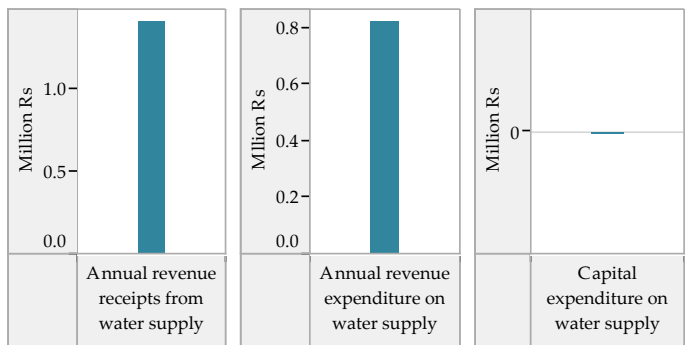 Million Rs
1.0
0.5
0.0
Annual revenue
receipts from
water supply
Mllion Rs
0.8
0.6
0.4
0.2
0.0
Annual revenue
expenditure on
water supply
Million Rs
0
Capital
expenditure on
water supply